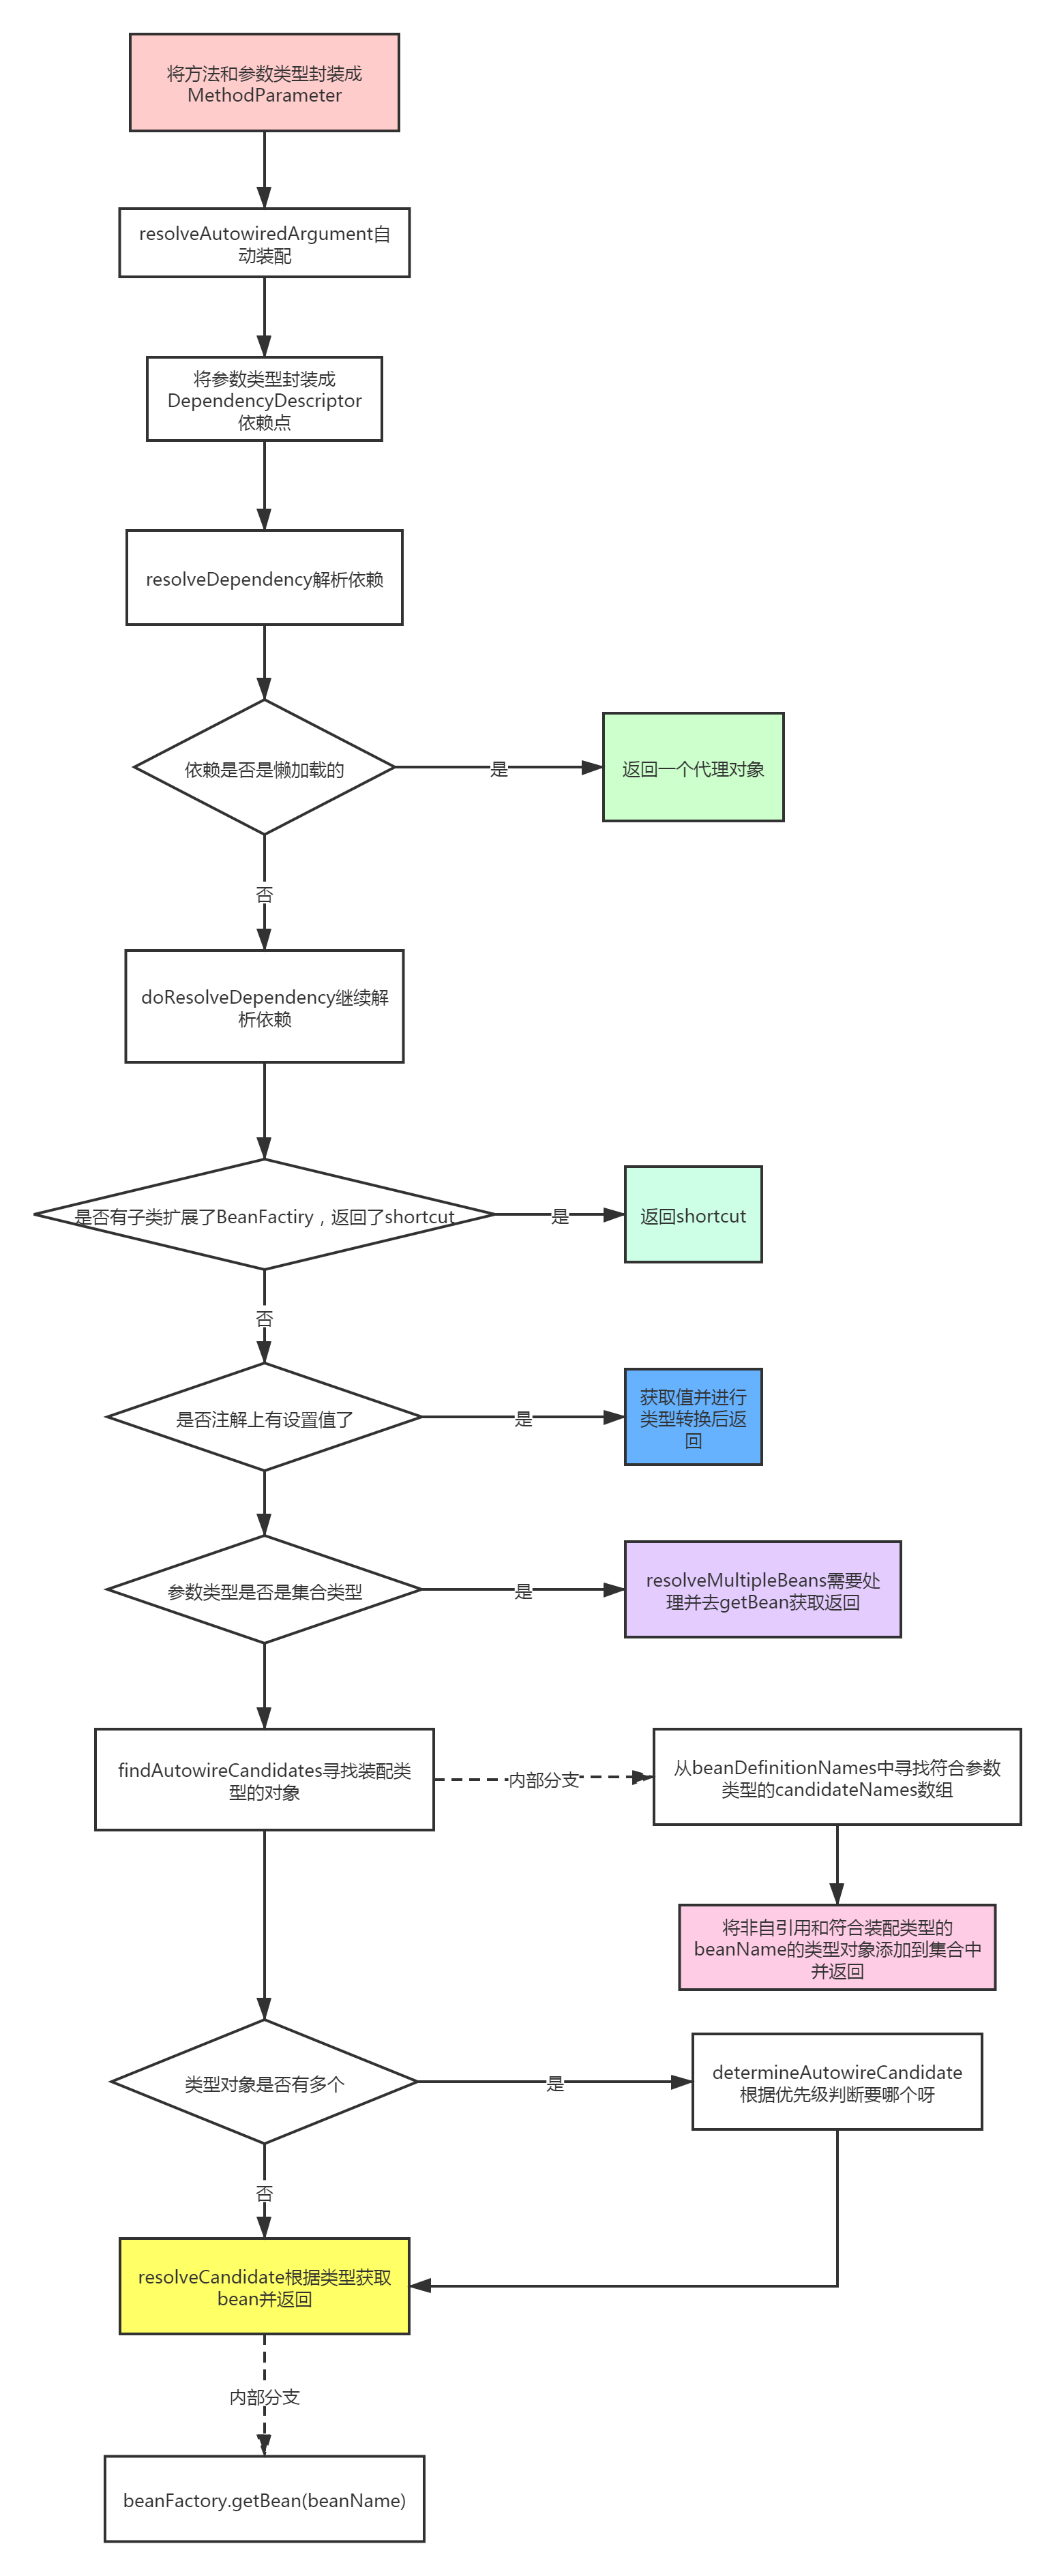 将方法和参数类型封装成
MethodParameter
resolveAutowiredArgument自
动装配
将参数类型封装成
DependencyDescriptor
依赖点
resolveDependency解析依赖
依赖是否是懒加载的
是
返回一个代理对象
否
doResolveDependency继续解
析依赖
是否有子类扩展了BeanFactiry，返回了shortcut
是
返回shortcut
否
是否注解上有设置值了
是
获取值并进行
类型转换后返
回
参数类型是否是集合类型
是
resolveMultipleBeans需要处
理并去getBean获取返回
findAutowireCandidates寻找装配类
型的对象
内部分支
从beanDefinitionNames中寻找符合参数
类型的candidateNames数组
将非自引用和符合装配类型的
beanName的类型对象添加到集合中
并返回
类型对象是否有多个
是
determineAutowireCandidate
根据优先级判断要哪个呀
否
resolveCandidate根据类型获取
bean并返回
内部分支
beanFactory.getBean(beanName)